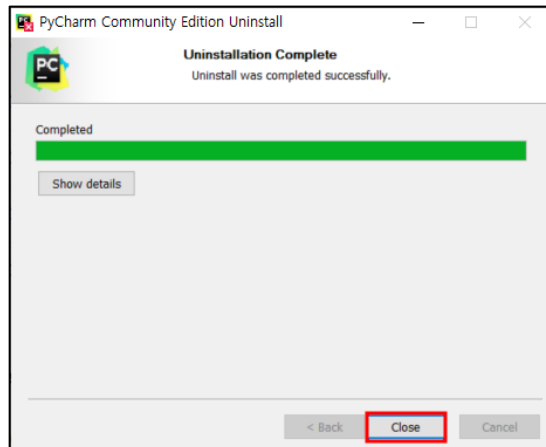 PyCharm Community Edition Uninstall
PC
Uninstallation Complete
Uninstall was completed successfully.
Completed
Show details
< Back
Close
Cancel